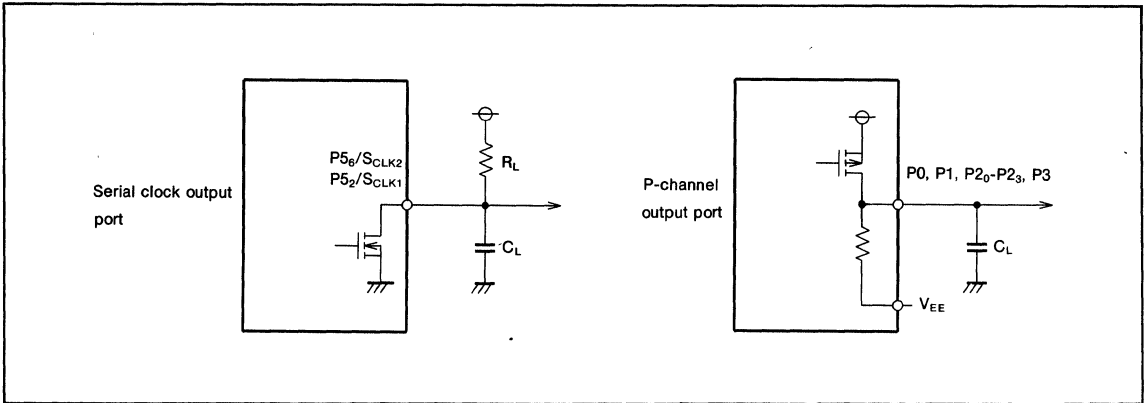 Serial clock output
port
P5₆/S_CLK2
P5₂/S_CLK1
R_L
C_L
P-channel
output port
P0, P1, P2₀-P2₃, P3
C_L
V_EE